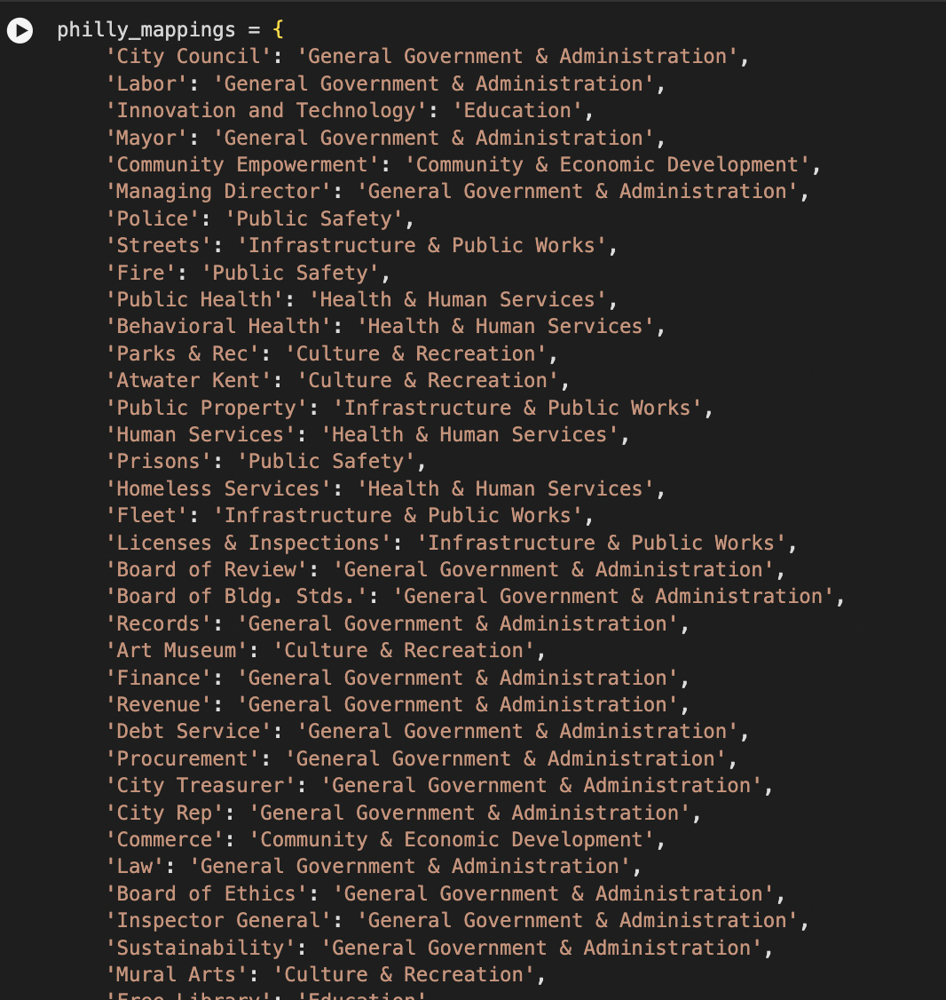 philly_mappings = {
'City Council': 'General Government & Administration',
'Labor': 'General Government & Administration',
'Innovation and Technology': 'Education',
'Mayor': 'General Government & Administration',
'Community Empowerment': 'Community & Economic Development',
'Managing Director': 'General Government & Administration',
'Police': 'Public Safety',
'Streets': 'Infrastructure & Public Works',
'Fire': 'Public Safety',
'Public Health': 'Health & Human Services',
'Behavioral Health': 'Health & Human Services',
'Parks & Rec': 'Culture & Recreation',
'Atwater Kent': 'Culture & Recreation',
'Public Property': 'Infrastructure & Public Works',
'Human Services': 'Health & Human Services',
'Prisons': 'Public Safety',
'Homeless Services': 'Health & Human Services',
'Fleet': 'Infrastructure & Public Works',
'Licenses & Inspections': 'Infrastructure & Public Works',
'Board of Review': 'General Government & Administration',
'Board of Bldg. Stds.': 'General Government & Administration',
'Records': 'General Government & Administration',
'Art Museum': 'Culture & Recreation',
'Finance': 'General Government & Administration',
'Revenue': 'General Government & Administration',
'Debt Service': 'General Government & Administration',
'Procurement': 'General Government & Administration',
'City Treasurer': 'General Government & Administration',
'City Rep': 'General Government & Administration',
'Commerce': 'Community & Economic Development',
'Law': 'General Government & Administration',
'Board of Ethics': 'General Government & Administration',
'Inspector General': 'General Government & Administration',
'Sustainability': 'General Government & Administration',
'Mural Arts': 'Culture & Recreation',
'Free Library': 'Education'